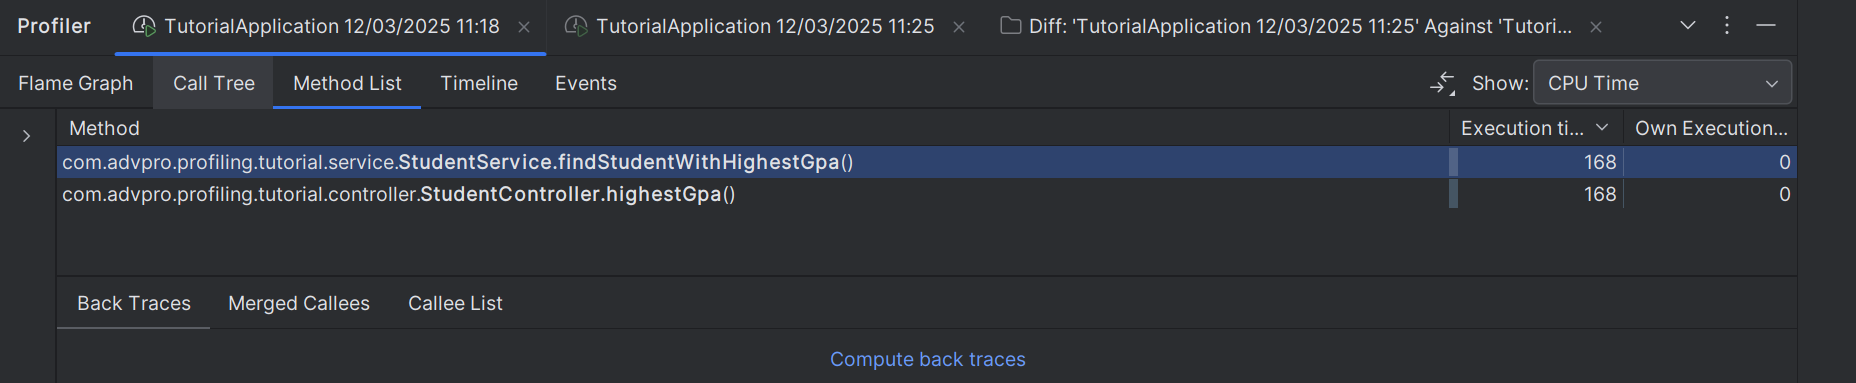 Profiler TutorialApplication 12/03/2025 11:18 TutorialApplication 12/03/2025 11:25 Diff: 'TutorialApplication 12/03/2025 11:25' Against 'Tutori...
Flame Graph Call Tree Method List Timeline Events Show: CPU Time
Method Execution ti... Own Execution...
com.advpro.profiling.tutorial.service.StudentService.findStudentWithHighestGpa() 168 0
com.advpro.profiling.tutorial.controller.StudentController.highestGpa() 168 0
Back Traces Merged Callees Callee List
Compute back traces